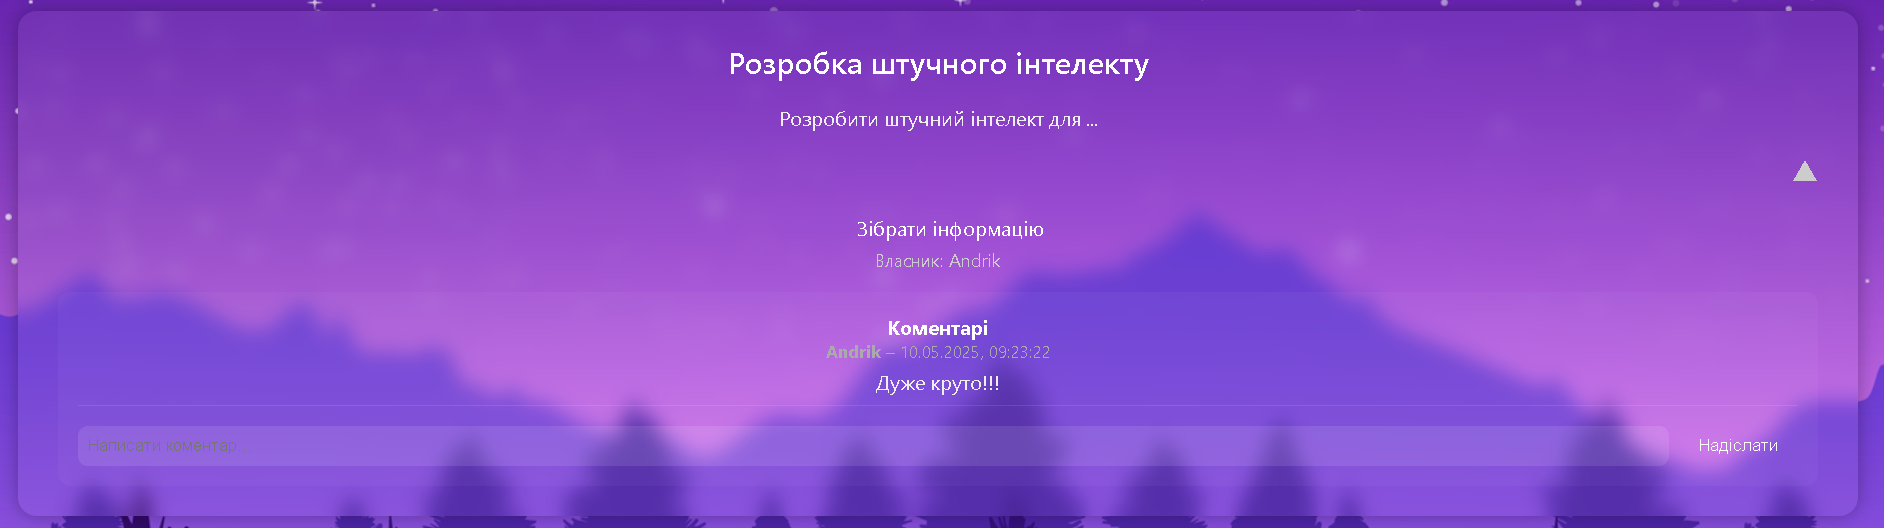 Розробка штучного інтелекту
Розробити штучний інтелект для ...
Зібрати інформацію
Власник: Andrik
Коментарі
Andrik – 10.05.2025, 09:23:22
Дуже круто!!!
Написати коментар...
Надіслати